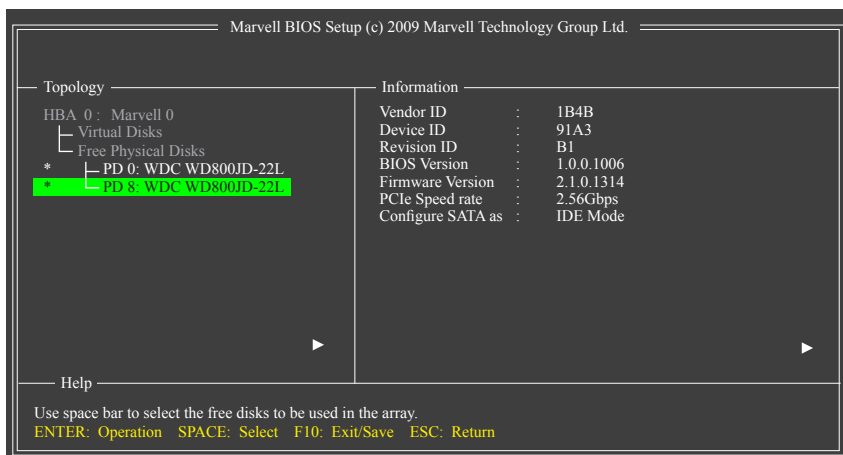 Marvell BIOS Setup (c) 2009 Marvell Technology Group Ltd.
Topology
HBA 0 : Marvell 0
Virtual Disks
Free Physical Disks
* PD 0: WDC WD800JD-22L
* PD 8: WDC WD800JD-22L
Information
Vendor ID : 1B4B
Device ID : 91A3
Revision ID : B1
BIOS Version : 1.0.0.1006
Firmware Version : 2.1.0.1314
PCIe Speed rate : 2.56Gbps
Configure SATA as : IDE Mode
Help
Use space bar to select the free disks to be used in the array.
ENTER: Operation SPACE: Select F10: Exit/Save ESC: Return